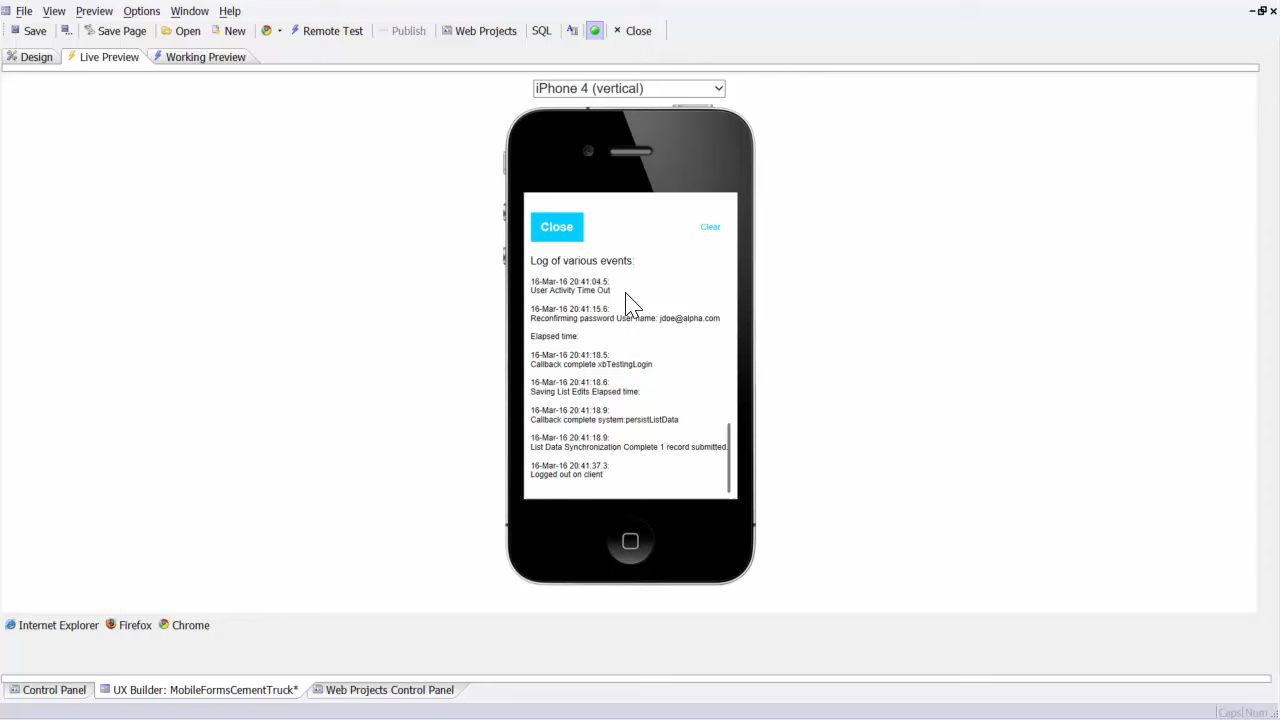 File View Preview Options Window Help
Save Save Page Open New Remote Test Publish Web Projects SQL Close
Design Live Preview Working Preview
iPhone 4 (vertical)
Close Clear
Log of various events:
16-Mar-16 20:41:04.5:
User Activity Time Out
16-Mar-16 20:41:15.6:
Reconfirming password User name: jdoe@alpha.com
Elapsed time:
16-Mar-16 20:41:18.5:
Callback complete xbTestingLogin
16-Mar-16 20:41:18.6:
Saving List Edits Elapsed time:
16-Mar-16 20:41:18.9:
Callback complete system:persistListData
16-Mar-16 20:41:18.9:
List Data Synchronization Complete 1 record submitted.
16-Mar-16 20:41:37.3:
Logged out on client
Internet Explorer Firefox Chrome
Control Panel UX Builder: MobileFormsCementTruck* Web Projects Control Panel
Caps Num